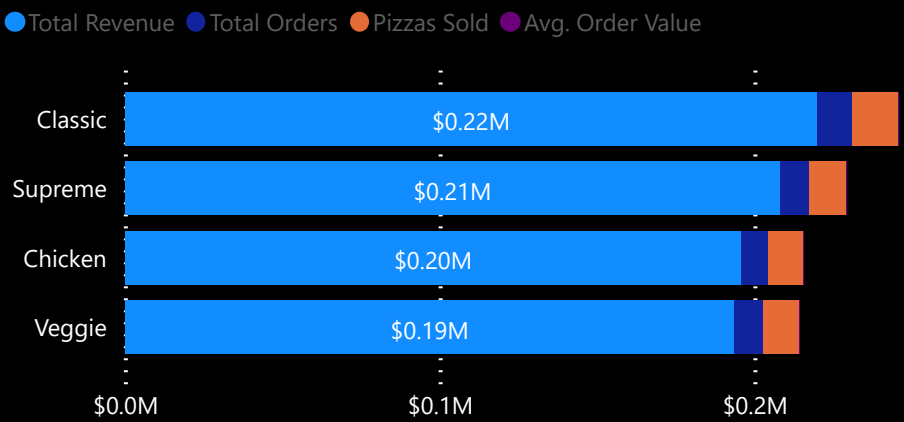 Total Revenue Total Orders Pizzas Sold Avg. Order Value
Classic $0.22M
Supreme $0.21M
Chicken $0.20M
Veggie $0.19M
$0.0M $0.1M $0.2M